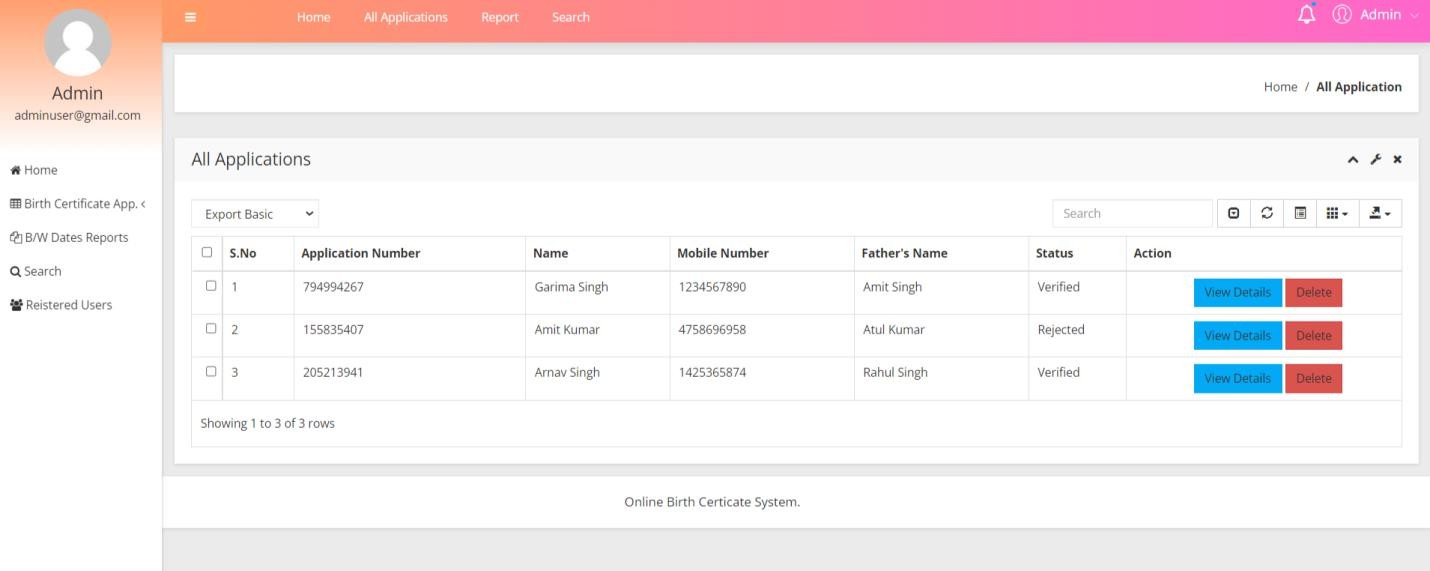 Home All Applications Report Search Admin
Admin
adminuser@gmail.com
Home
Birth Certificate App.
B/W Dates Reports
Search
Reistered Users
Home / All Application
All Applications
Export Basic Search
S.No Application Number Name Mobile Number Father's Name Status Action
1 794994267 Garima Singh 1234567890 Amit Singh Verified View Details Delete
2 155835407 Amit Kumar 4758696958 Atul Kumar Rejected View Details Delete
3 205213941 Arnav Singh 1425365874 Rahul Singh Verified View Details Delete
Showing 1 to 3 of 3 rows
Online Birth Certicate System.